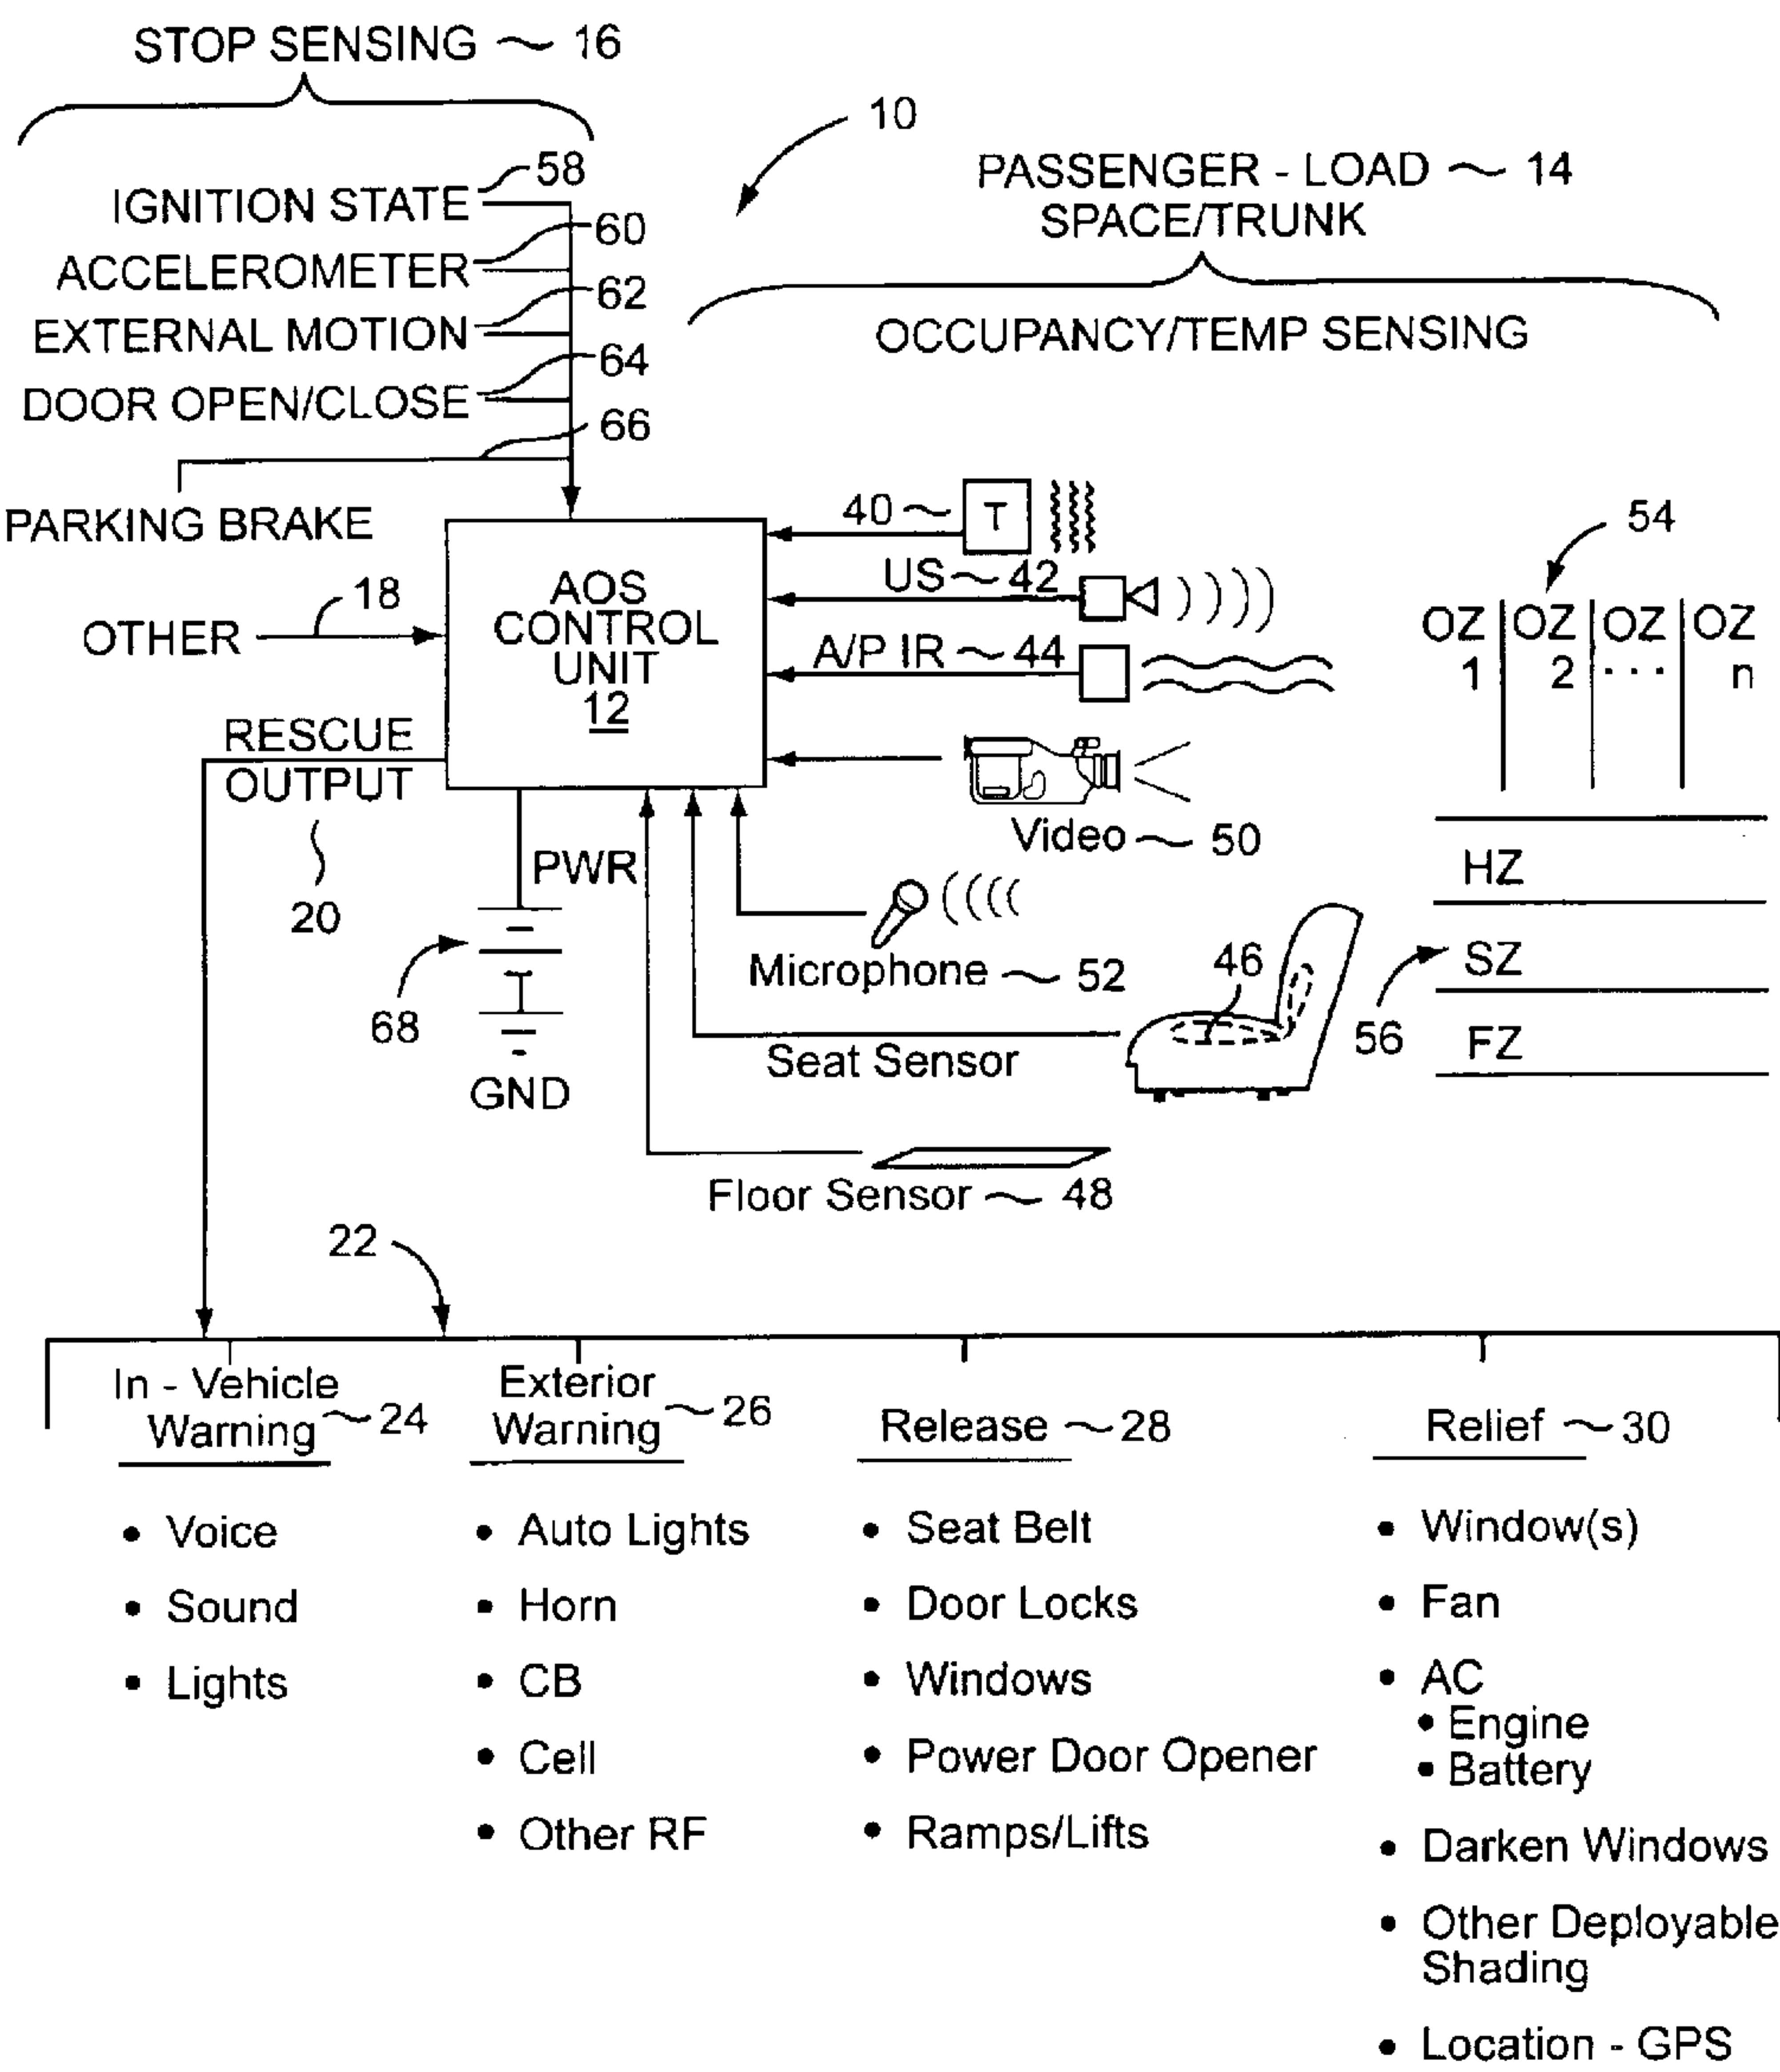 STOP SENSING ~ 16
10
58
IGNITION STATE
60
ACCELEROMETER
62
EXTERNAL MOTION
64
DOOR OPEN/CLOSE
66
PARKING BRAKE
PASSENGER - LOAD ~ 14
SPACE/TRUNK
OCCUPANCY/TEMP SENSING
18
OTHER
AOS
CONTROL
UNIT
12
40 ~ T
US ~ 42
A/P IR ~ 44
Video ~ 50
54
OZ OZ OZ OZ
1 2 ... n
HZ
SZ
56
FZ
RESCUE
OUTPUT
20
PWR
68
GND
Microphone ~ 52
46
Seat Sensor
Floor Sensor ~ 48
22
In - Vehicle
Warning ~ 24
• Voice
• Sound
• Lights
Exterior
Warning ~ 26
• Auto Lights
• Horn
• CB
• Cell
• Other RF
Release ~ 28
• Seat Belt
• Door Locks
• Windows
• Power Door Opener
• Ramps/Lifts
Relief ~ 30
• Window(s)
• Fan
• AC
• Engine
• Battery
• Darken Windows
• Other Deployable
Shading
• Location - GPS